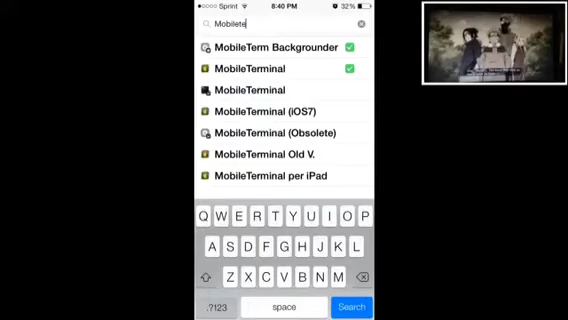 Sprint 8:40 PM 32%
Mobilete
MobileTerm Backgrounder
MobileTerminal
MobileTerminal
MobileTerminal (iOS7)
MobileTerminal (Obsolete)
MobileTerminal Old V.
MobileTerminal per iPad
Q W E R T Y U I O P
A S D F G H J K L
Z X C V B N M
.?123 space Search